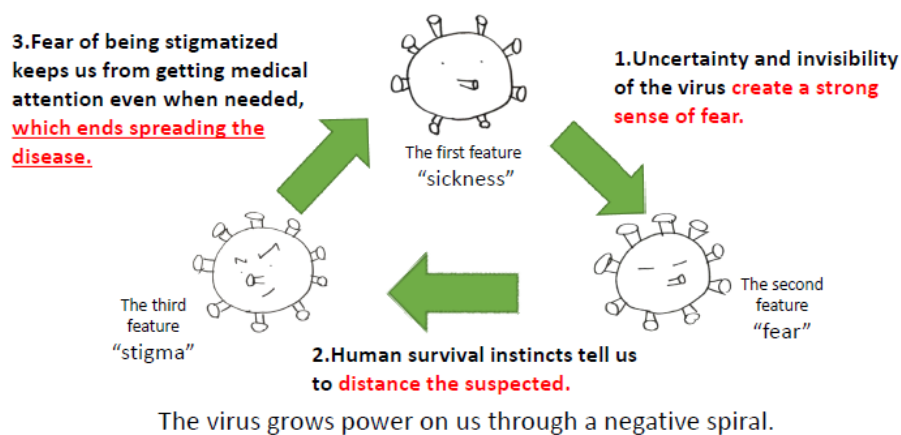 3.Fear of being stigmatized
keeps us from getting medical
attention even when needed,
which ends spreading the
disease.
1.Uncertainty and invisibility
of the virus create a strong
sense of fear.
The first feature
“sickness”
The second
feature
“fear”
The third
feature
“stigma”
2.Human survival instincts tell us
to distance the suspected.
The virus grows power on us through a negative spiral.